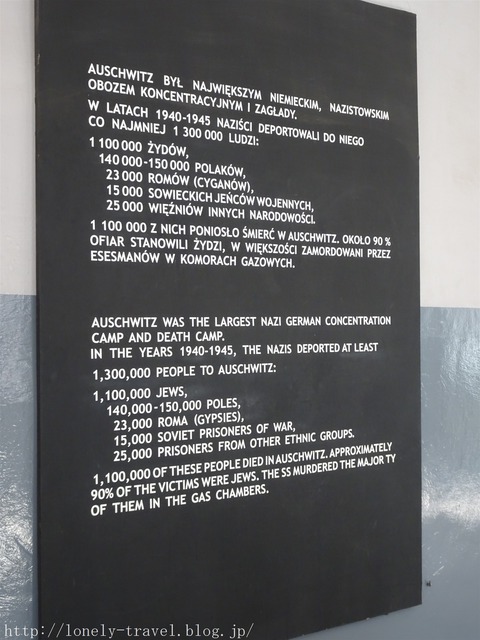 AUSCHWITZ BYŁ NAJWIĘKSZYM NIEMIECKIM, NAZISTOWSKIM
OBOZEM KONCENTRACYJNYM I ZAGŁADY.
W LATACH 1940-1945 NAZIŚCI DEPORTOWALI DO NIEGO
CO NAJMNIEJ 1 300 000 LUDZI:
1 100 000 ŻYDÓW,
140 000-150 000 POLAKÓW,
23 000 ROMÓW (CYGANÓW),
15 000 SOWIECKICH JEŃCÓW WOJENNYCH,
25 000 WIĘŹNIÓW INNYCH NARODOWOŚCI.
1 100 000 Z NICH PONIOSŁO ŚMIERĆ W AUSCHWITZ. OKOŁO 90 %
OFIAR STANOWILI ŻYDZI, W WIĘKSZOŚCI ZAMORDOWANI PRZEZ
ESESMANÓW W KOMORACH GAZOWYCH.
AUSCHWITZ WAS THE LARGEST NAZI GERMAN CONCENTRATION
CAMP AND DEATH CAMP.
IN THE YEARS 1940-1945, THE NAZIS DEPORTED AT LEAST
1,300,000 PEOPLE TO AUSCHWITZ:
1,100,000 JEWS,
140,000-150,000 POLES,
23,000 ROMA (GYPSIES),
15,000 SOVIET PRISONERS OF WAR,
25,000 PRISONERS FROM OTHER ETHNIC GROUPS.
1,100,000 OF THESE PEOPLE DIED IN AUSCHWITZ. APPROXIMATELY
90% OF THE VICTIMS WERE JEWS. THE SS MURDERED THE MAJOR TY
OF THEM IN THE GAS CHAMBERS.
http://lonely-travel.blog.jp/